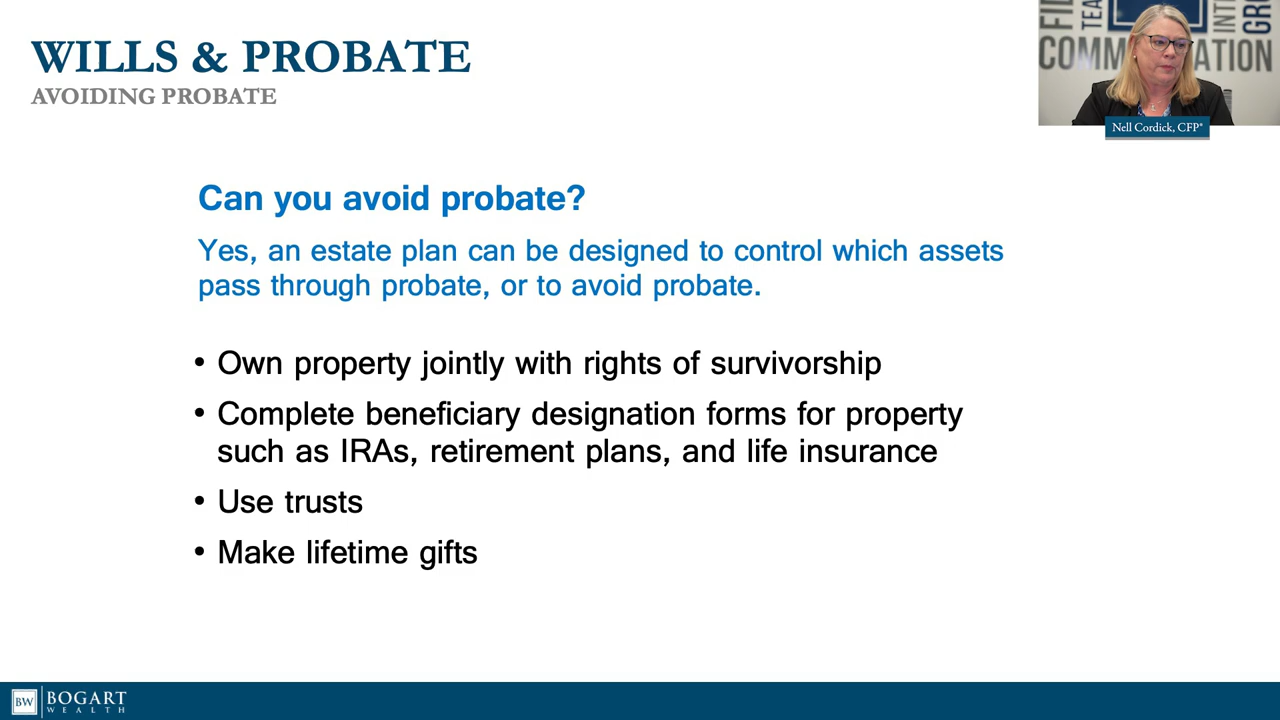 WILLS & PROBATE
AVOIDING PROBATE
COMM
ATION
Nell Cordick, CFP®
Can you avoid probate?
Yes, an estate plan can be designed to control which assets
pass through probate, or to avoid probate.
• Own property jointly with rights of survivorship
• Complete beneficiary designation forms for property
such as IRAs, retirement plans, and life insurance
• Use trusts
• Make lifetime gifts
BW
BOGART
WEALTH